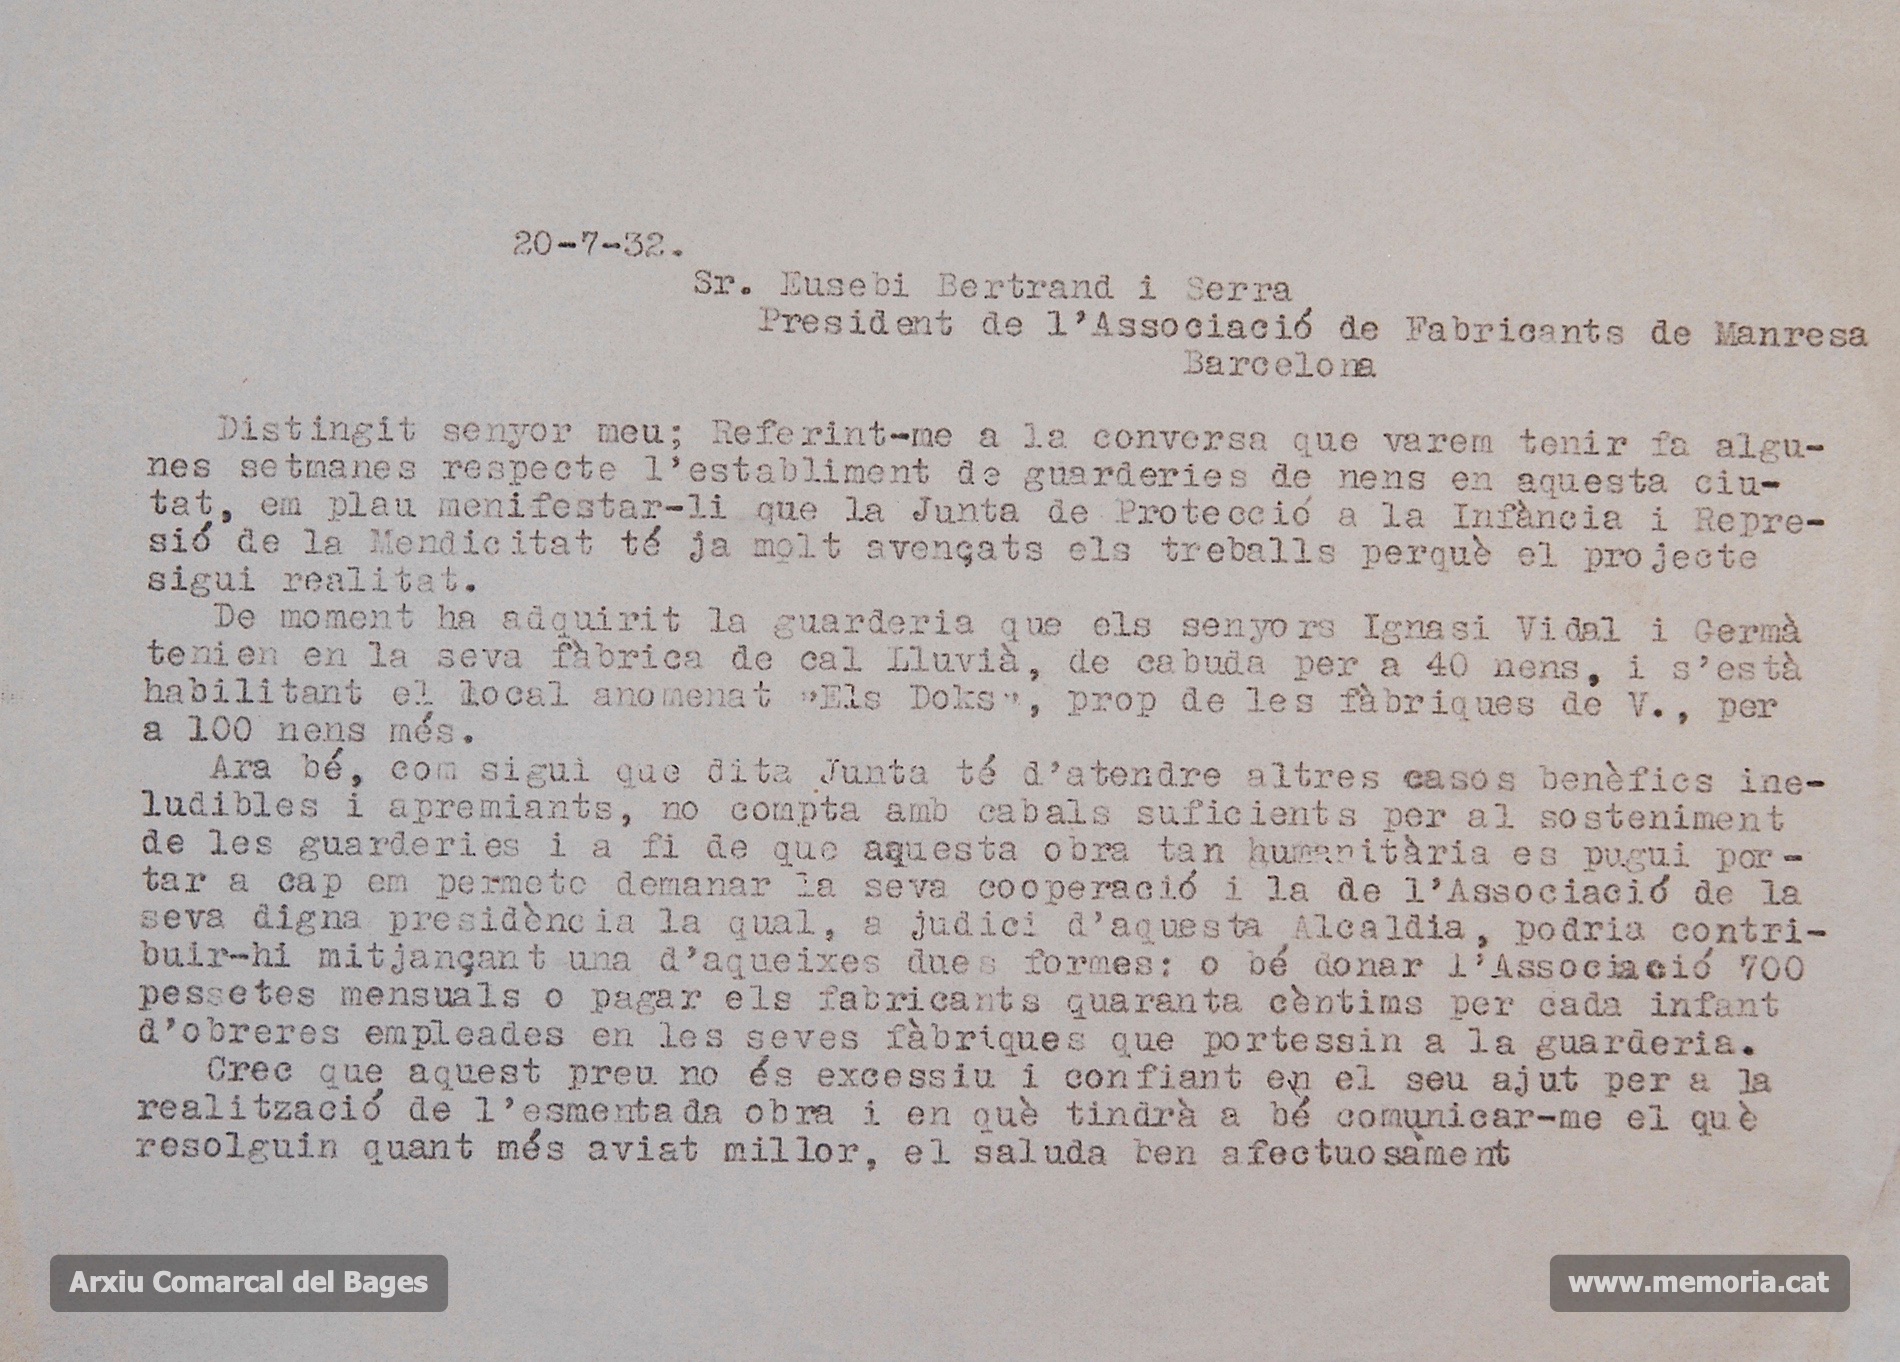 20-7-32.
Sr. Eusebi Bertrand i Serra
President de l'Associació de Fabricants de Manresa
Barcelona
Distingit senyor meu; Referint-me a la conversa que varem tenir fa algu-
nes setmanes respecte l'establiment de guarderies de nens en aquesta ciu-
tat, em plau menifestar-li que la Junta de Protecció a la Infància i Repre-
sió de la Mendicitat té ja molt avençats els treballs perquè el projecte
sigui realitat.
De moment ha adquirit la guarderia que els senyors Ignasi Vidal i Germà
tenien en la seva fàbrica de cal Lluvià, de cabuda per a 40 nens, i s'està
habilitant el local anomenat "Els Doks", prop de les fàbriques de V., per
a 100 nens més.
Ara bé, com sigui que dita Junta té d'atendre altres casos benèfics ine-
ludibles i apremiants, no compta amb cabals suficients per al sosteniment
de les guarderies i a fi de que aquesta obra tan humanitària es pugui por-
tar a cap em permeto demanar la seva cooperació i la de l'Associació de la
seva digna presidència la qual, a judici d'aquesta Alcaldia, podria contri-
buir-hi mitjançant una d'aqueixes dues formes: o bé donar l'Associació 700
pessetes mensuals o pagar els fabricants quaranta cèntims per cada infant
d'obreres empleades en les seves fàbriques que portessin a la guarderia.
Crec que aquest preu no és excessiu i confiant en el seu ajut per a la
realització de l'esmentada obra i en què tindrà a bé comunicar-me el què
resolguin quant més aviat millor, el saluda ben afectuosament
Arxiu Comarcal del Bages
www.memoria.cat